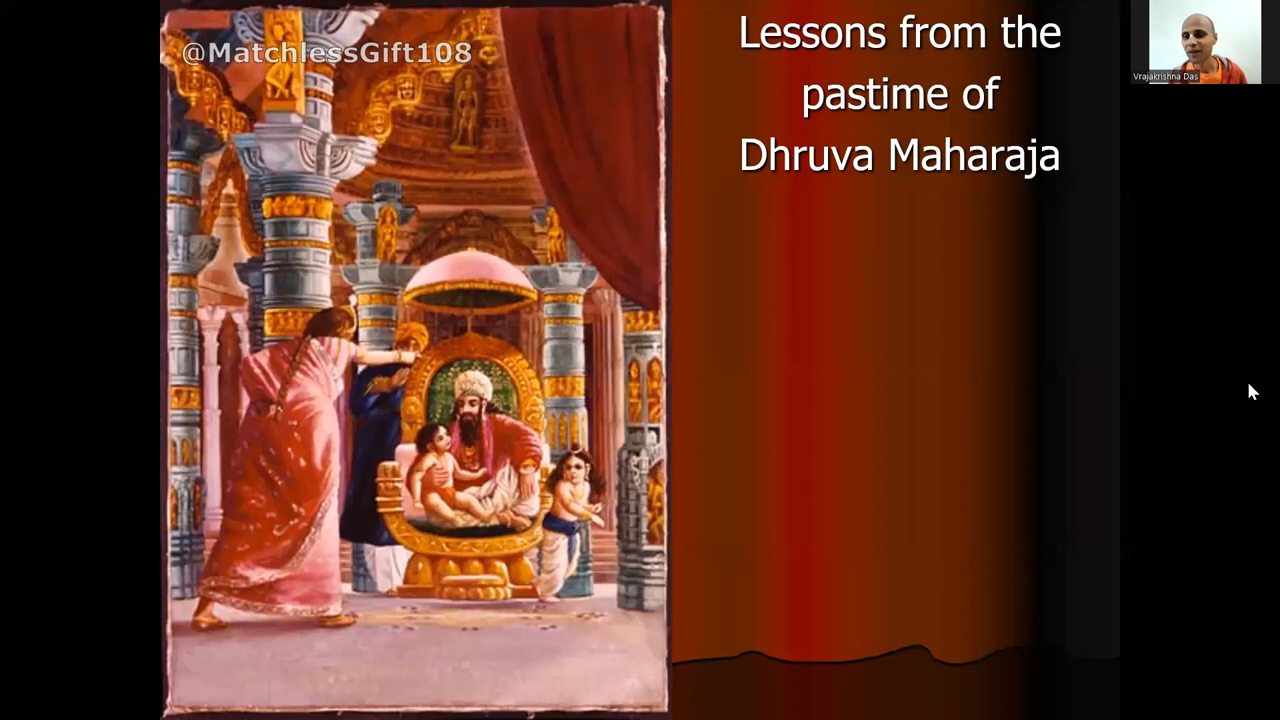 @MatchlessGift108
Lessons from the
pastime of
Dhruva Maharaja
Vrajakrishna Das